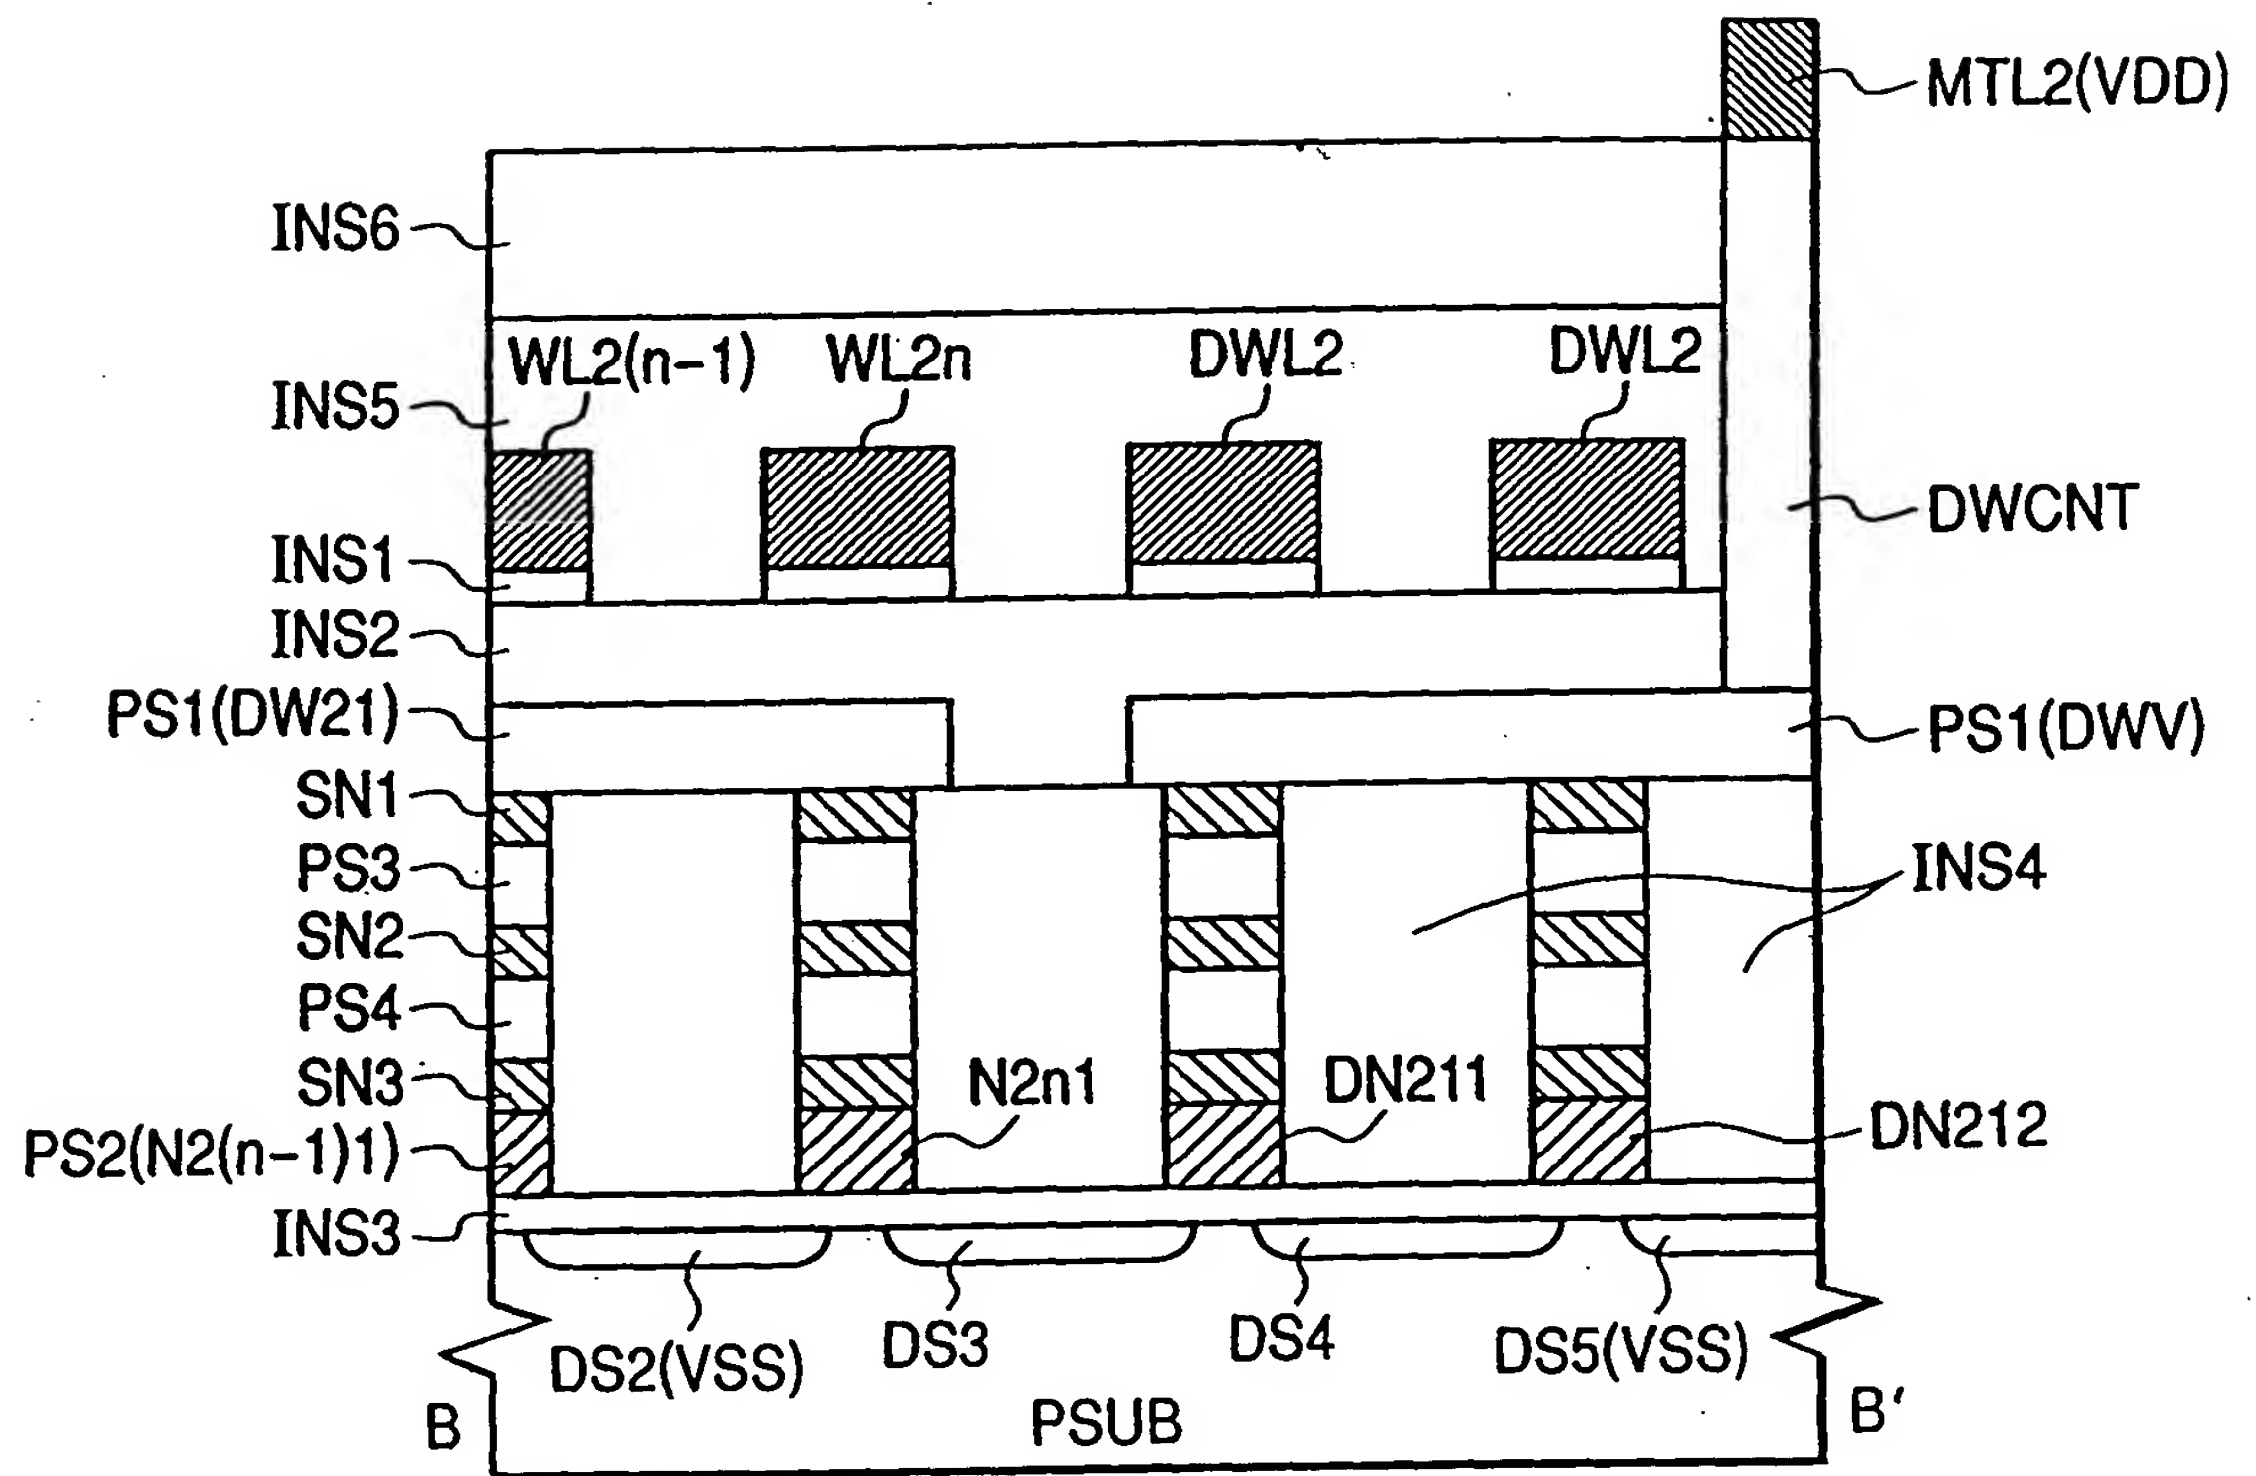 MTL2(VDD)
INS6
WL2(n-1) WL2n DWL2 DWL2
INS5
DWCNT
INS1
INS2
PS1(DW21) PS1(DWV)
SN1
PS3 INS4
SN2
PS4
SN3 N2n1 DN211
PS2(N2(n-1)1) DN212
INS3
DS2(VSS) DS3 DS4 DS5(VSS)
B PSUB B'